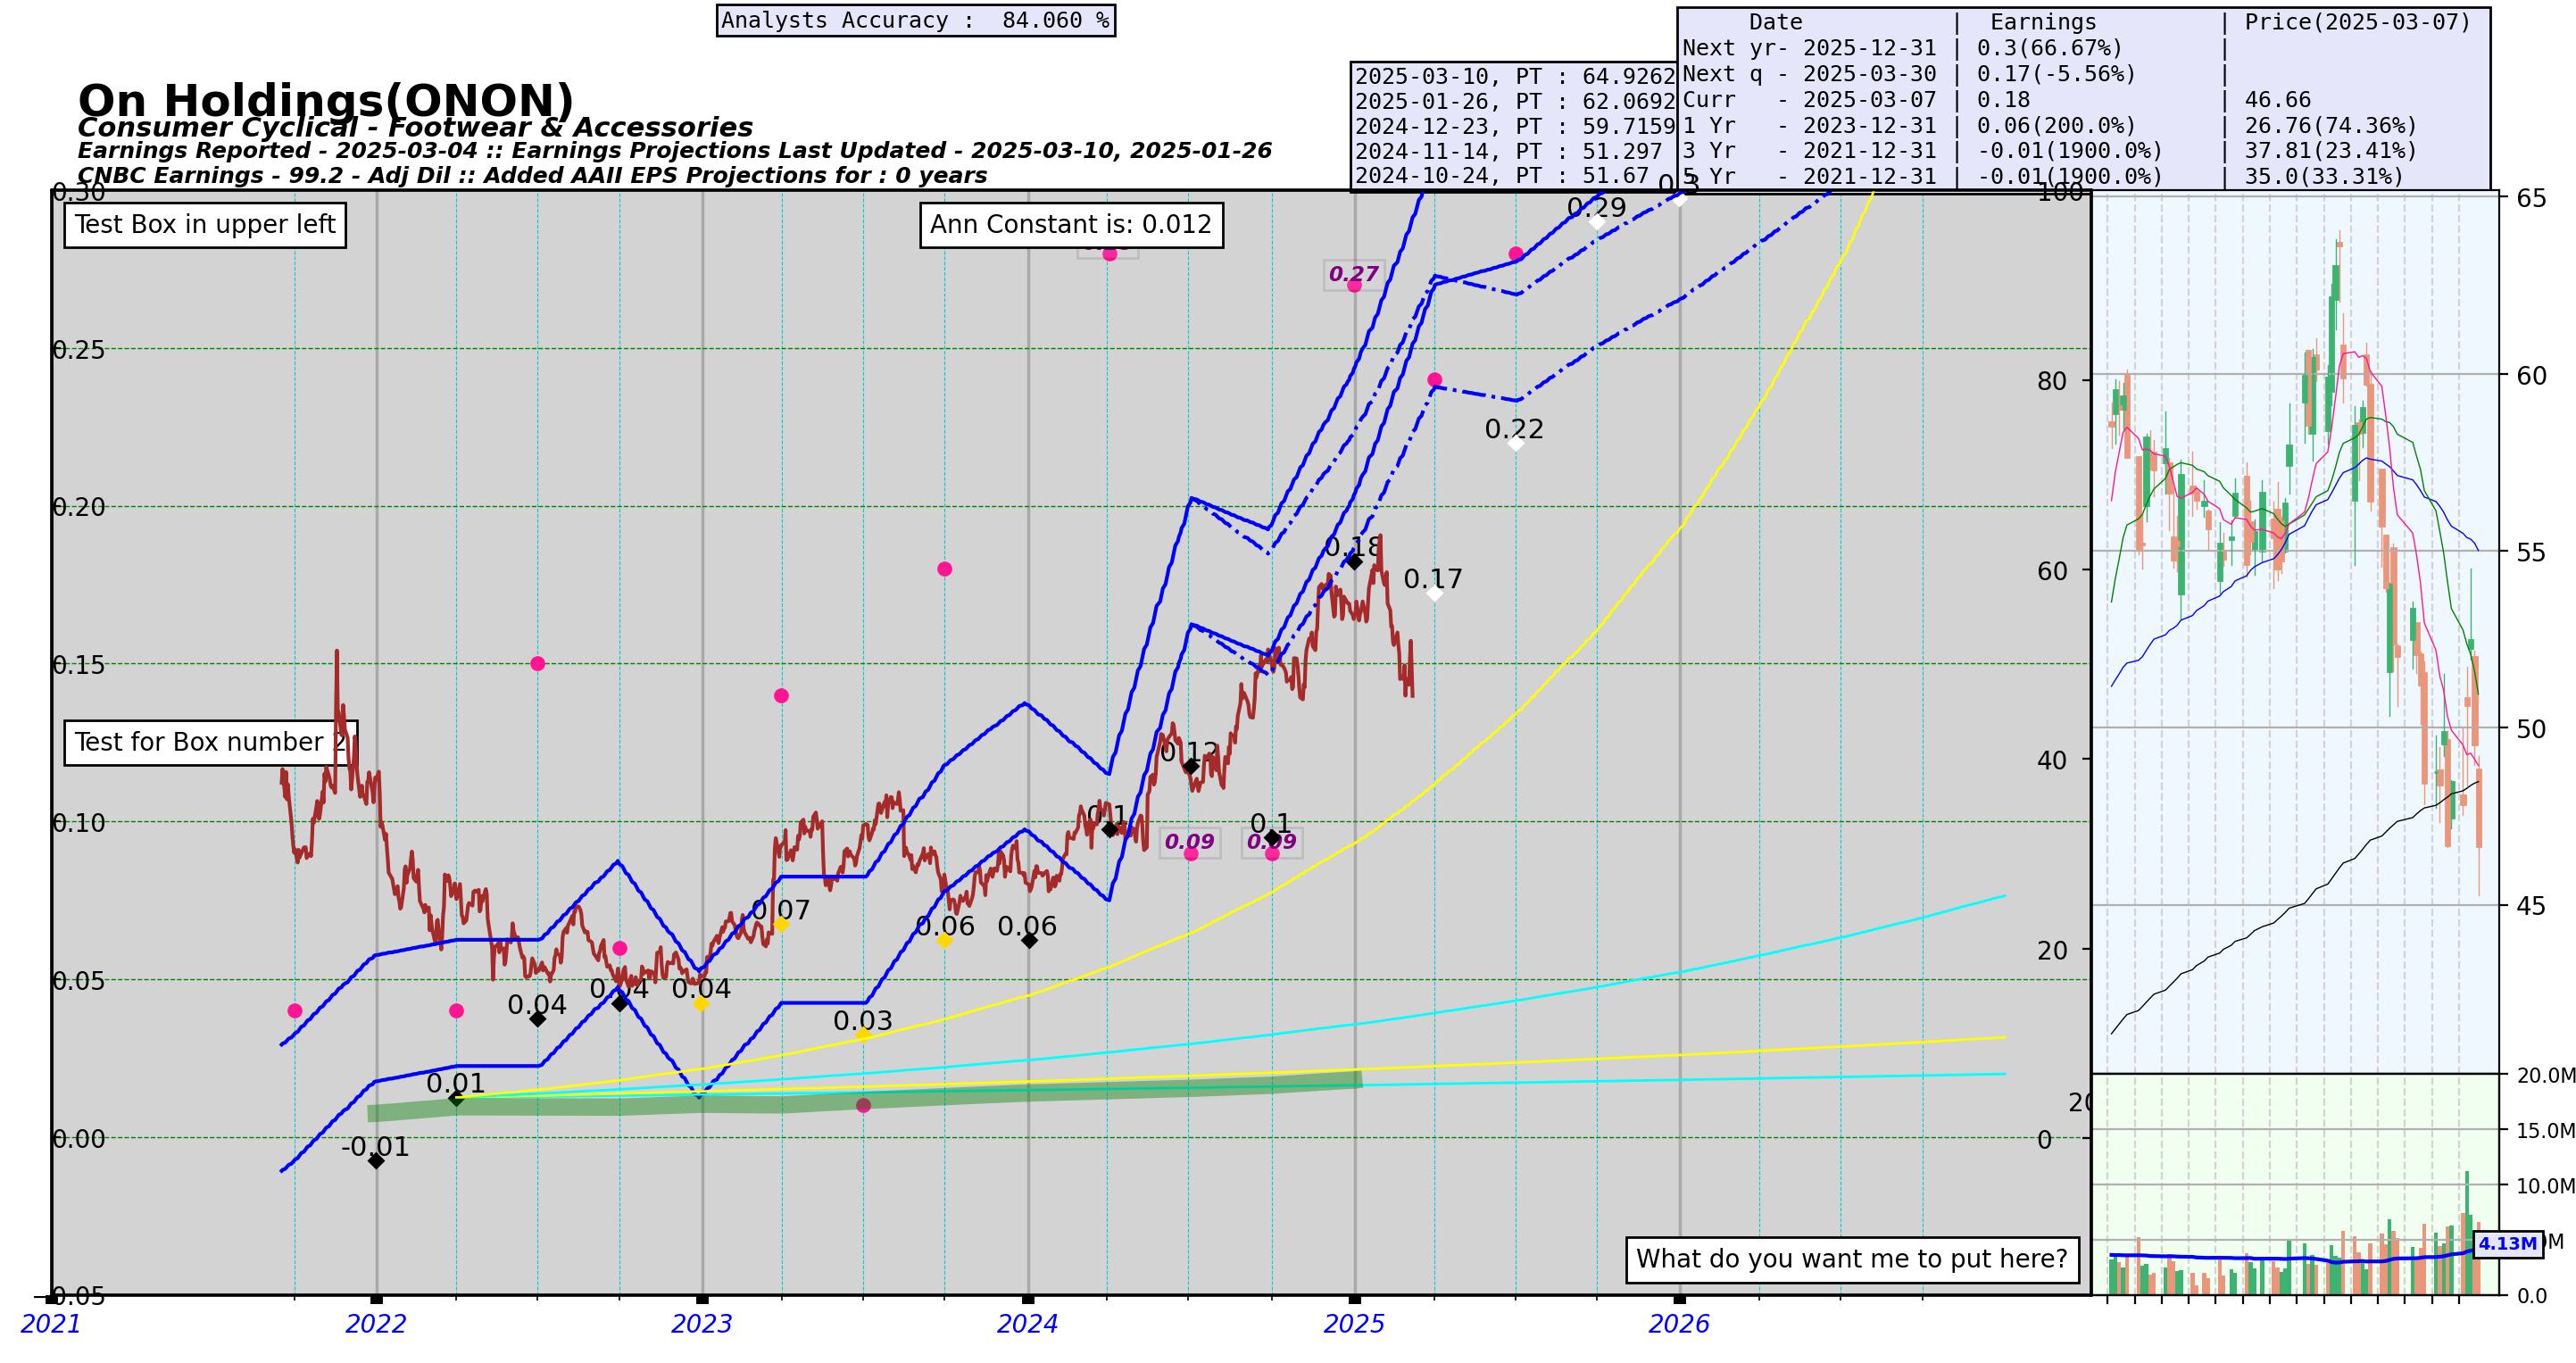 Analysts Accuracy :  84.060 %
Date | Earnings | Price(2025-03-07)
Next yr- 2025-12-31 | 0.3(66.67%) |
Next q - 2025-03-30 | 0.17(-5.56%) |
Curr - 2025-03-07 | 0.18 | 46.66
1 Yr - 2023-12-31 | 0.06(200.0%) | 26.76(74.36%)
3 Yr - 2021-12-31 | -0.01(1900.0%) | 37.81(23.41%)
5 Yr - 2021-12-31 | -0.01(1900.0%) | 35.0(33.31%)
2025-03-10, PT : 64.9262
2025-01-26, PT : 62.0692
2024-12-23, PT : 59.7159
2024-11-14, PT : 51.297
2024-10-24, PT : 51.67
On Holdings(ONON)
Consumer Cyclical - Footwear & Accessories
Earnings Reported - 2025-03-04 :: Earnings Projections Last Updated - 2025-03-10, 2025-01-26
CNBC Earnings - 99.2 - Adj Dil :: Added AAII EPS Projections for : 0 years
Test Box in upper left
Ann Constant is: 0.012
Test for Box number 2
What do you want me to put here?
0.30
0.25
0.20
0.15
0.10
0.05
0.00
−0.05
-0.01
0.01
0.04
0.04
0.04
0.07
0.03
0.06
0.06
0.1
0.12
0.09
0.1
0.09
0.27
0.18
0.17
0.22
0.29
0.3
100
80
60
40
20
0
65
60
55
50
45
20.0M
15.0M
10.0M
4.13M
0.0
2021
2022
2023
2024
2025
2026